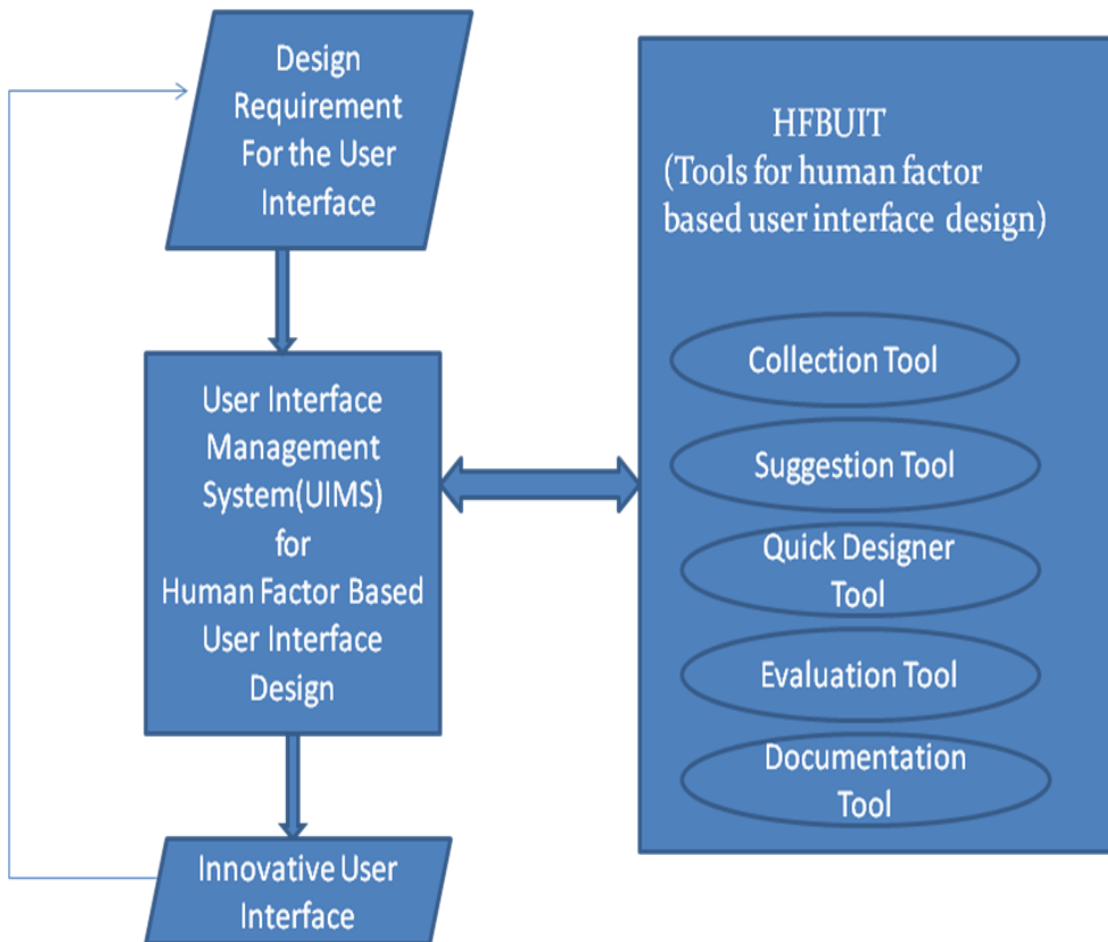 Design
Requirement
For the User
Interface
User Interface
Management
System(UIMS)
for
Human Factor Based
User Interface
Design
Innovative User
Interface
HFBUIT
(Tools for human factor
based user interface design)
Collection Tool
Suggestion Tool
Quick Designer
Tool
Evaluation Tool
Documentation
Tool